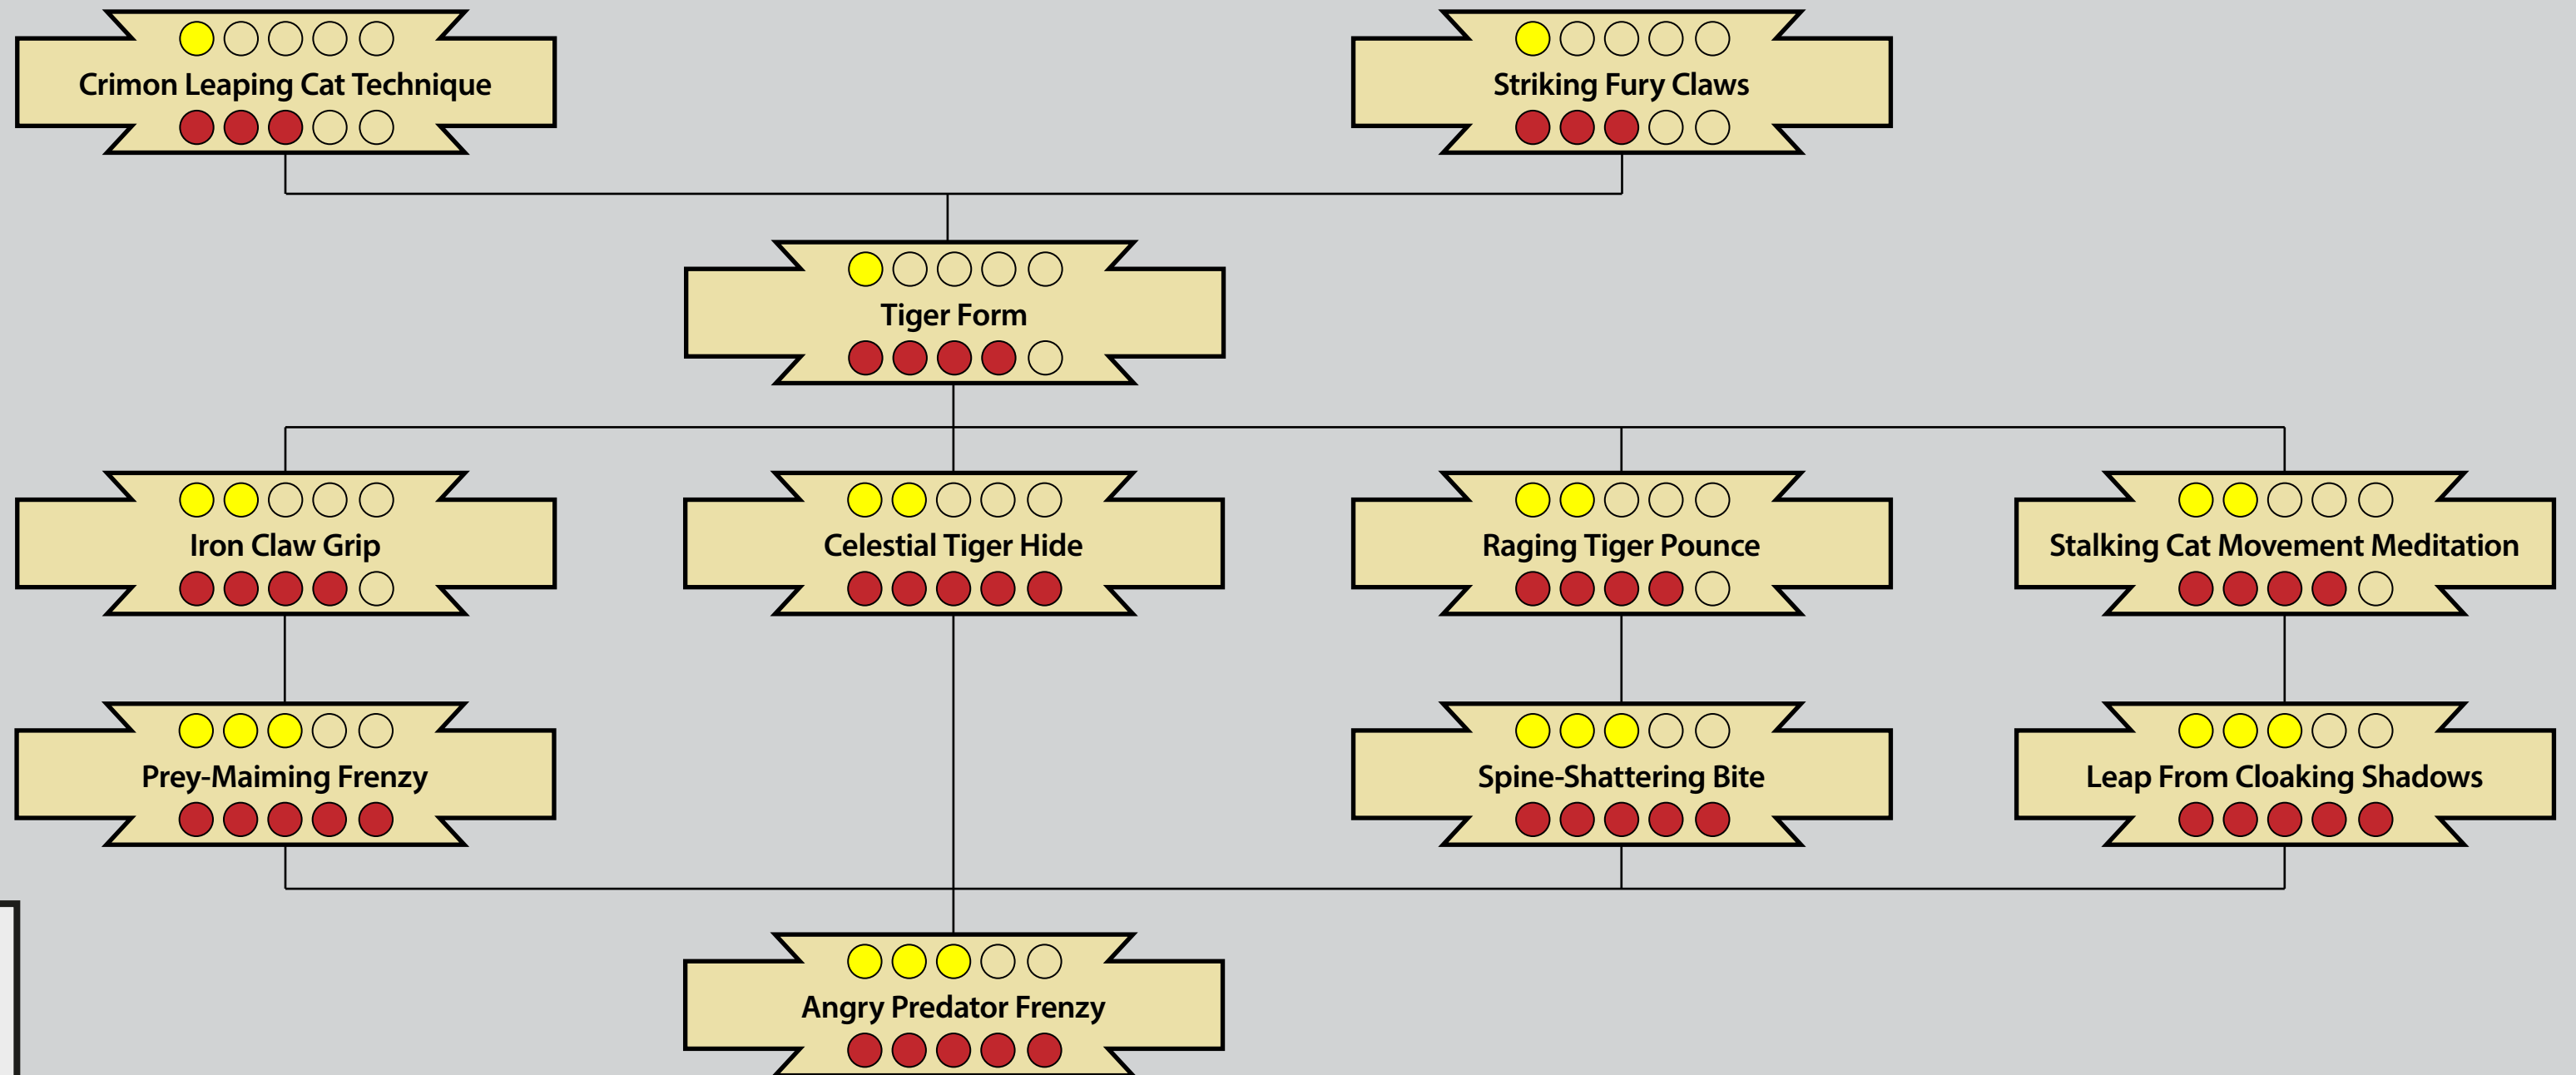 Crimon Leaping Cat Technique
Striking Fury Claws
Tiger Form
Iron Claw Grip
Celestial Tiger Hide
Raging Tiger Pounce
Stalking Cat Movement Meditation
Prey-Maiming Frenzy
Spine-Shattering Bite
Leap From Cloaking Shadows
Angry Predator Frenzy